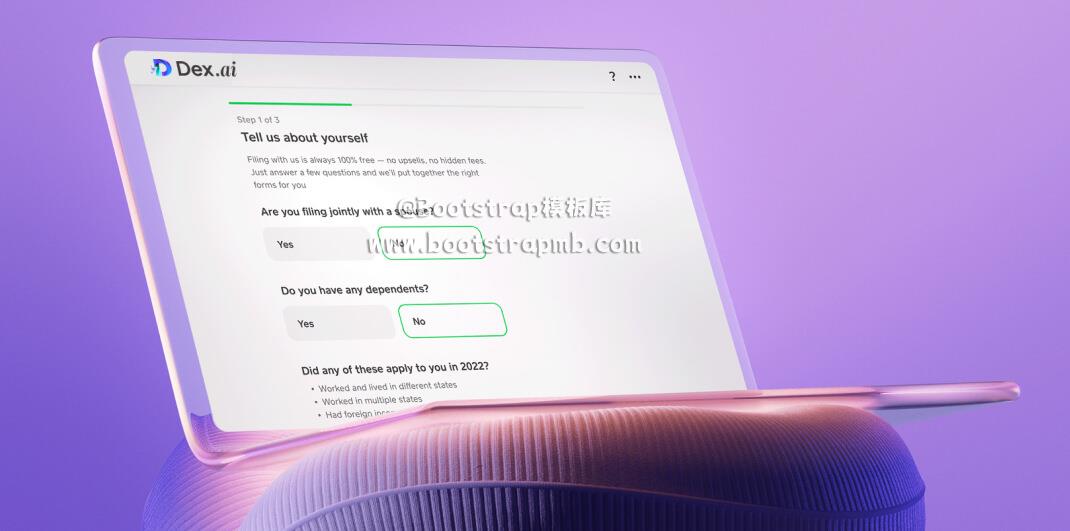 Dex.ai
? •••
Step 1 of 3
Tell us about yourself
Filing with us is always 100% free — no upsells, no hidden fees.
Just answer a few questions and we'll put together the right
forms for you
Are you filing jointly with a spouse?
@Bootstrap模板库
Yes
No
www.bootstrapmb.com
Do you have any dependents?
Yes
No
Did any of these apply to you in 2022?
• Worked and lived in different states
• Worked in multiple states
• Had foreign